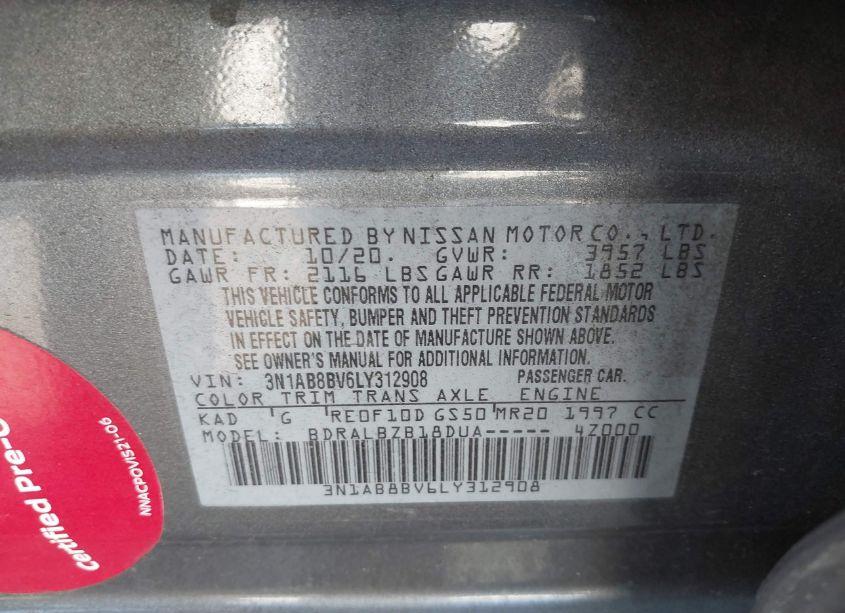 MANUFACTURED BY NISSAN MOTOR CO., LTD.
DATE: 10/20. GVWR: 3957 LBS
GAWR FR: 2116 LBS GAWR RR: 1852 LBS
THIS VEHICLE CONFORMS TO ALL APPLICABLE FEDERAL MOTOR
VEHICLE SAFETY, BUMPER AND THEFT PREVENTION STANDARDS
IN EFFECT ON THE DATE OF MANUFACTURE SHOWN ABOVE.
SEE OWNER'S MANUAL FOR ADDITIONAL INFORMATION.
VIN: 3N1AB8BV6LY312908 PASSENGER CAR.
COLOR TRIM TRANS AXLE ENGINE
KAD 'G RE0F10D GS50 MR20 1997 CC
MODEL: BDRALBZB18DUA----- 4Z000
3N1AB8BV6LY312908
Certified Pre-
NNACPOVIS21-06